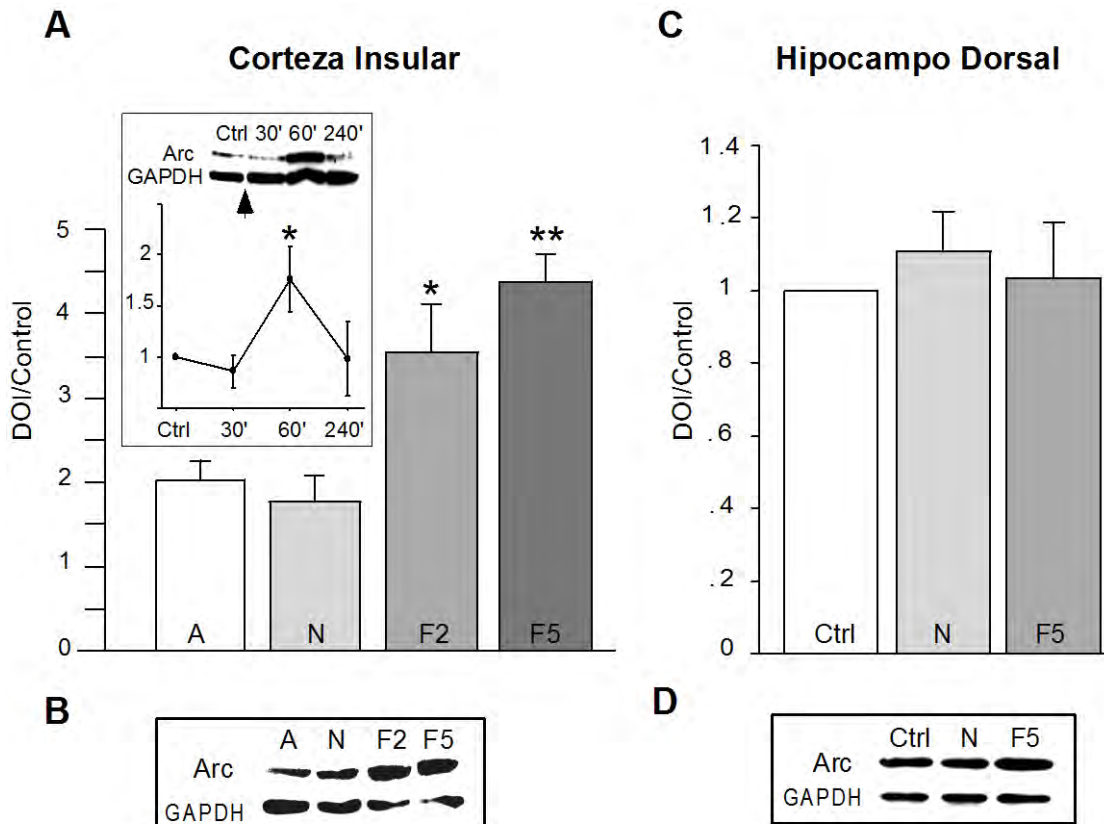 A
Corteza Insular
Ctrl 30' 60' 240'
Arc
GAPDH
*
2
1.5
1
Ctrl 30' 60' 240'
5
4
3
2
1
0
DOI/Control
*
**
A N F2 F5
B
A N F2 F5
Arc
GAPDH
C
Hipocampo Dorsal
1.4
1.2
1
.8
.6
.4
.2
0
DOI/Control
Ctrl N F5
D
Ctrl N F5
Arc
GAPDH